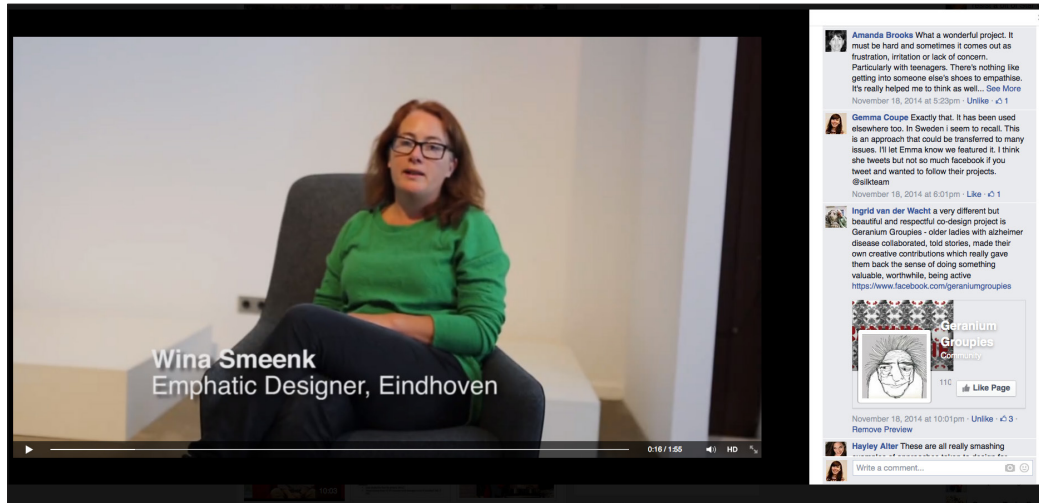 Wina Smeenk
Emphatic Designer, Eindhoven
0:16 / 1:55
HD
Amanda Brooks What a wonderful project. It
must be hard and sometimes it comes out as
frustration, irritation or lack of concern.
Particularly with teenagers. There's nothing like
getting into someone else's shoes to empathise.
It's really helped me to think as well... See More
November 18, 2014 at 5:23pm · Unlike · 1
Gemma Coupe Exactly that. It has been used
elsewhere too. In Sweden i seem to recall. This
is an approach that could be transferred to many
issues. I'll let Emma know we featured it. I think
she tweets but not so much facebook if you
tweet and wanted to follow their projects.
@silkteam
November 18, 2014 at 6:01pm · Like · 1
Ingrid van der Wacht a very different but
beautiful and respectful co-design project is
Geranium Groupies - older ladies with alzheimer
disease collaborated, told stories, made their
own creative contributions which really gave
them back the sense of doing something
valuable, worthwhile, being active
https://www.facebook.com/geraniumgroupies
Geranium
Groupies
Community
110
Like Page
November 18, 2014 at 10:01pm · Unlike · 3 ·
Remove Preview
Hayley Alter These are all really smashing
Write a comment...